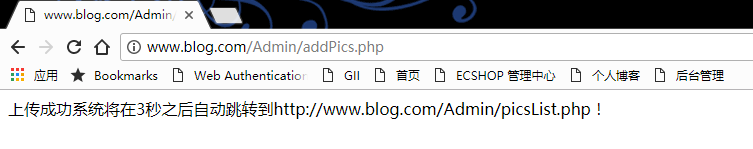 www.blog.com/Admin/
www.blog.com/Admin/addPics.php
应用 Bookmarks Web Authentication GII 首页 ECSHOP 管理中心 个人博客 后台管理
上传成功系统将在3秒之后自动跳转到http://www.blog.com/Admin/picsList.php！